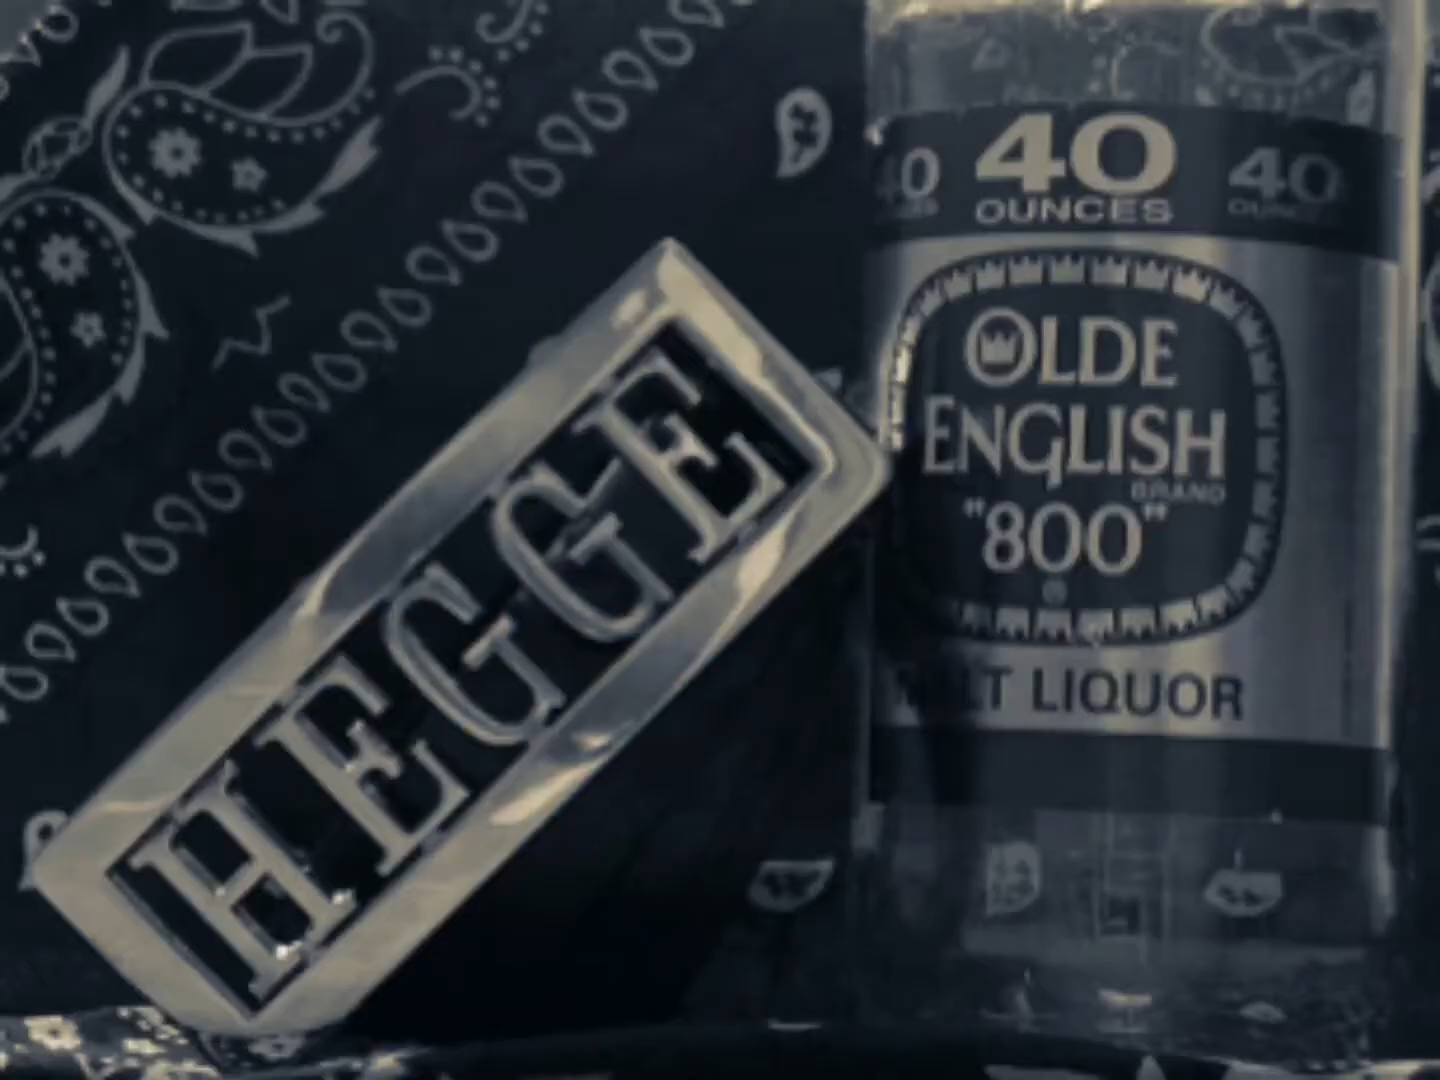 HEGGE
40
OUNCES
40
40
OLDE
ENGLISH
BRAND
"800"
LIQUOR